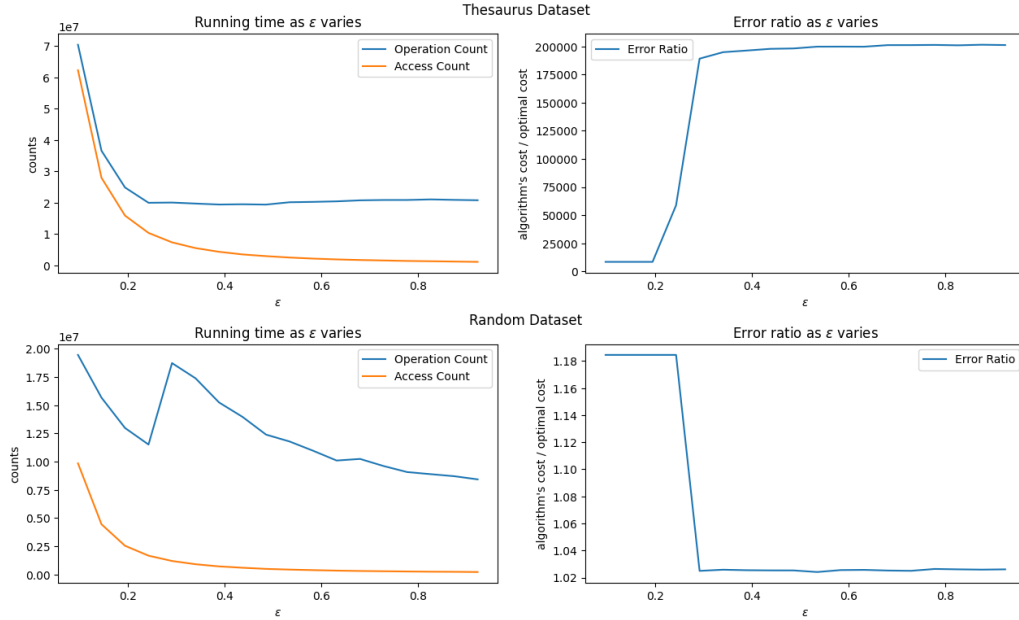 Thesaurus Dataset
Running time as ε varies
1e7
7
6
5
4
3
2
1
0
counts
0.2 0.4 0.6 0.8
ε
Operation Count
Access Count
Error ratio as ε varies
200000
175000
150000
125000
100000
75000
50000
25000
0
algorithm's cost / optimal cost
0.2 0.4 0.6 0.8
ε
Error Ratio
Random Dataset
Running time as ε varies
1e7
2.00
1.75
1.50
1.25
1.00
0.75
0.50
0.25
0.00
counts
0.2 0.4 0.6 0.8
ε
Operation Count
Access Count
Error ratio as ε varies
1.18
1.16
1.14
1.12
1.10
1.08
1.06
1.04
1.02
algorithm's cost / optimal cost
0.2 0.4 0.6 0.8
ε
Error Ratio